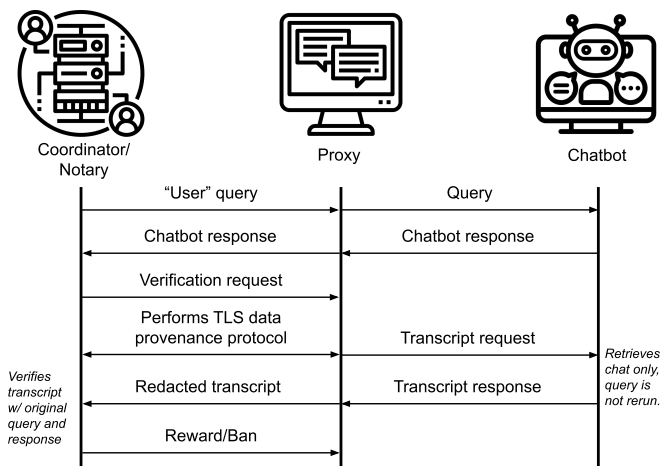 Coordinator/
Notary
Proxy
Chatbot
“User” query
Query
Chatbot response
Chatbot response
Verification request
Performs TLS data
provenance protocol
Transcript request
Retrieves
chat only,
query is
not rerun.
Verifies
transcript
w/ original
query and
response
Redacted transcript
Transcript response
Reward/Ban